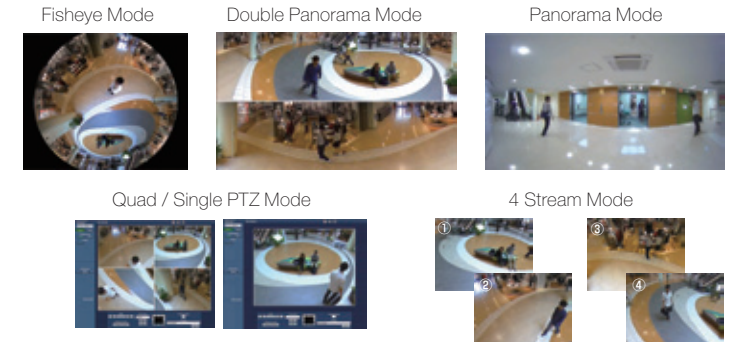 Fisheye Mode
Double Panorama Mode
Panorama Mode
Quad / Single PTZ Mode
4 Stream Mode
①
③
②
④